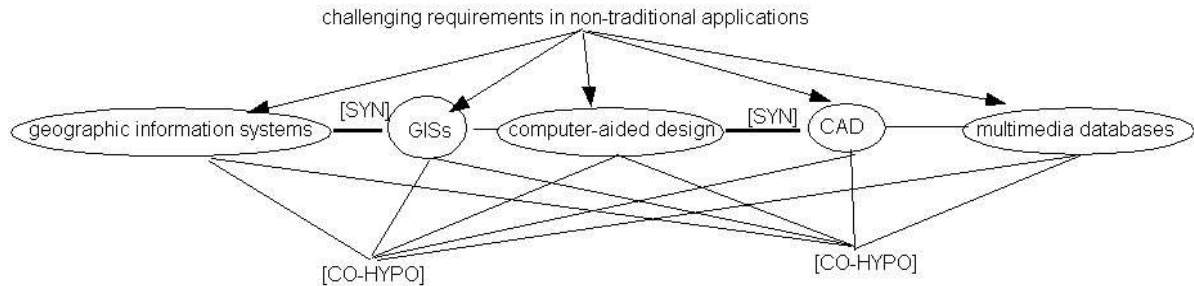 challenging requirements in non-traditional applications
[SYN]
[SYN]
geographic information systems
GISs
computer-aided design
CAD
multimedia databases
[CO-HYPO]
[CO-HYPO]